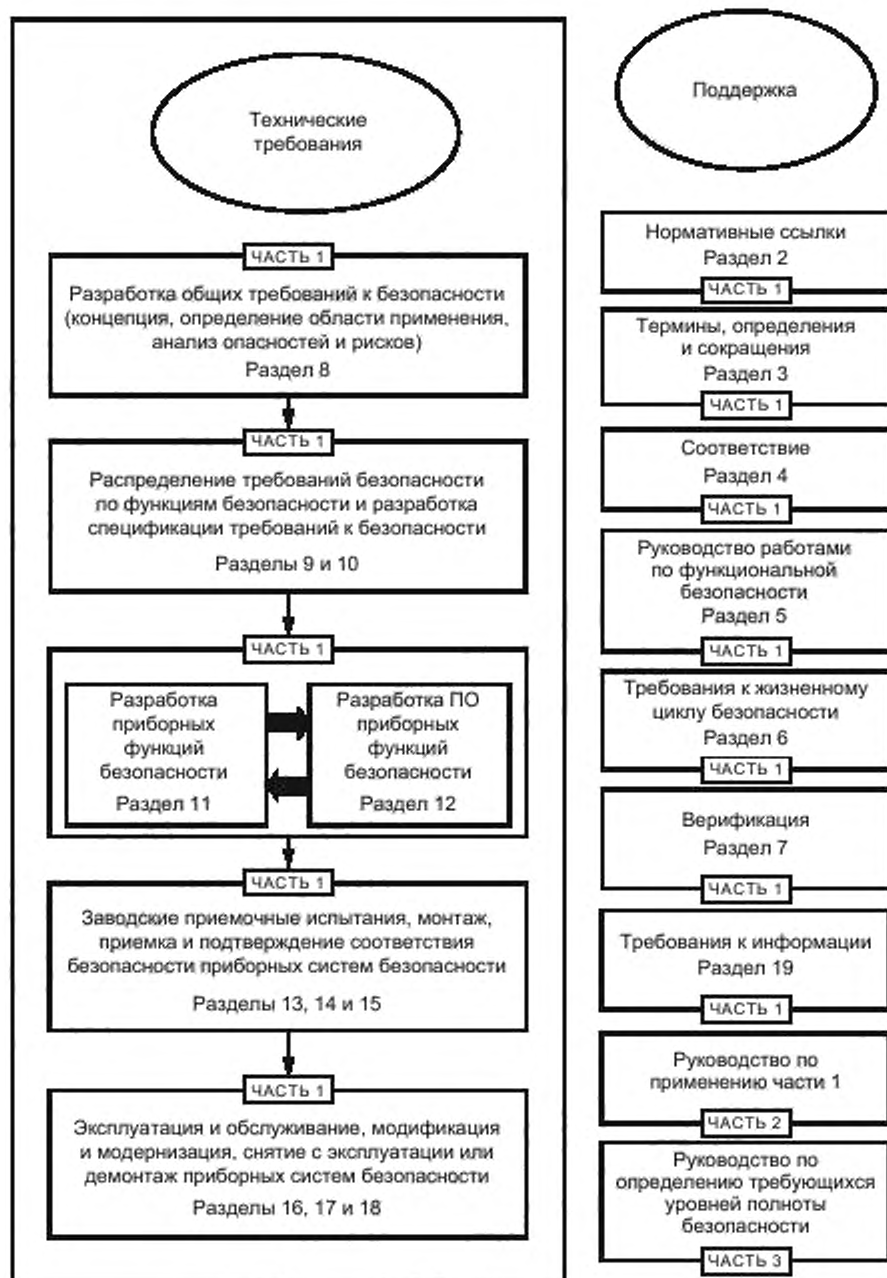 Технические
требования
ЧАСТЬ 1
Разработка общих требований к безопасности
(концепция, определение области применения,
анализ опасностей и рисков)
Раздел 8
ЧАСТЬ 1
Распределение требований безопасности
по функциям безопасности и разработка
спецификации требований к безопасности
Разделы 9 и 10
ЧАСТЬ 1
Разработка
приборных
функций
безопасности
Раздел 11
Разработка ПО
приборных
функций
безопасности
Раздел 12
ЧАСТЬ 1
Заводские приемочные испытания, монтаж,
приемка и подтверждение соответствия
безопасности приборных систем безопасности
Разделы 13, 14 и 15
ЧАСТЬ 1
Эксплуатация и обслуживание, модификация
и модернизация, снятие с эксплуатации или
демонтаж приборных систем безопасности
Разделы 16, 17 и 18
Поддержка
Нормативные ссылки
Раздел 2
ЧАСТЬ 1
Термины, определения
и сокращения
Раздел 3
ЧАСТЬ 1
Соответствие
Раздел 4
ЧАСТЬ 1
Руководство работами
по функциональной
безопасности
Раздел 5
ЧАСТЬ 1
Требования к жизненному
циклу безопасности
Раздел 6
ЧАСТЬ 1
Верификация
Раздел 7
ЧАСТЬ 1
Требования к информации
Раздел 19
ЧАСТЬ 1
Руководство по
применению части 1
ЧАСТЬ 2
Руководство по
определению требующихся
уровней полноты
безопасности
ЧАСТЬ 3